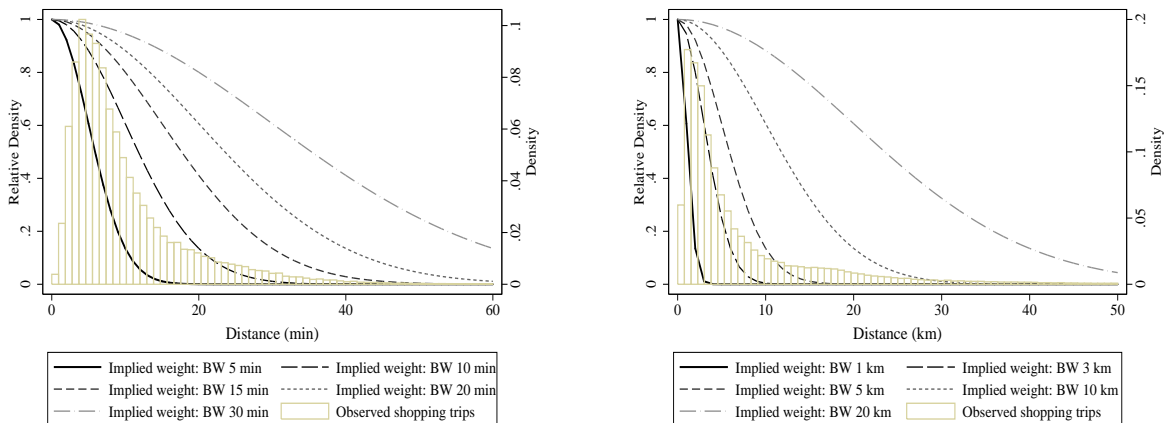 1
.8
.6
.4
.2
0
Relative Density
.1
.08
.06
.04
.02
0
Density
0 20 40 60
Distance (min)
Implied weight: BW 5 min Implied weight: BW 10 min
Implied weight: BW 15 min Implied weight: BW 20 min
Implied weight: BW 30 min Observed shopping trips
1
.8
.6
.4
.2
0
Relative Density
.2
.15
.1
.05
0
Density
0 10 20 30 40 50
Distance (km)
Implied weight: BW 1 km Implied weight: BW 3 km
Implied weight: BW 5 km Implied weight: BW 10 km
Implied weight: BW 20 km Observed shopping trips